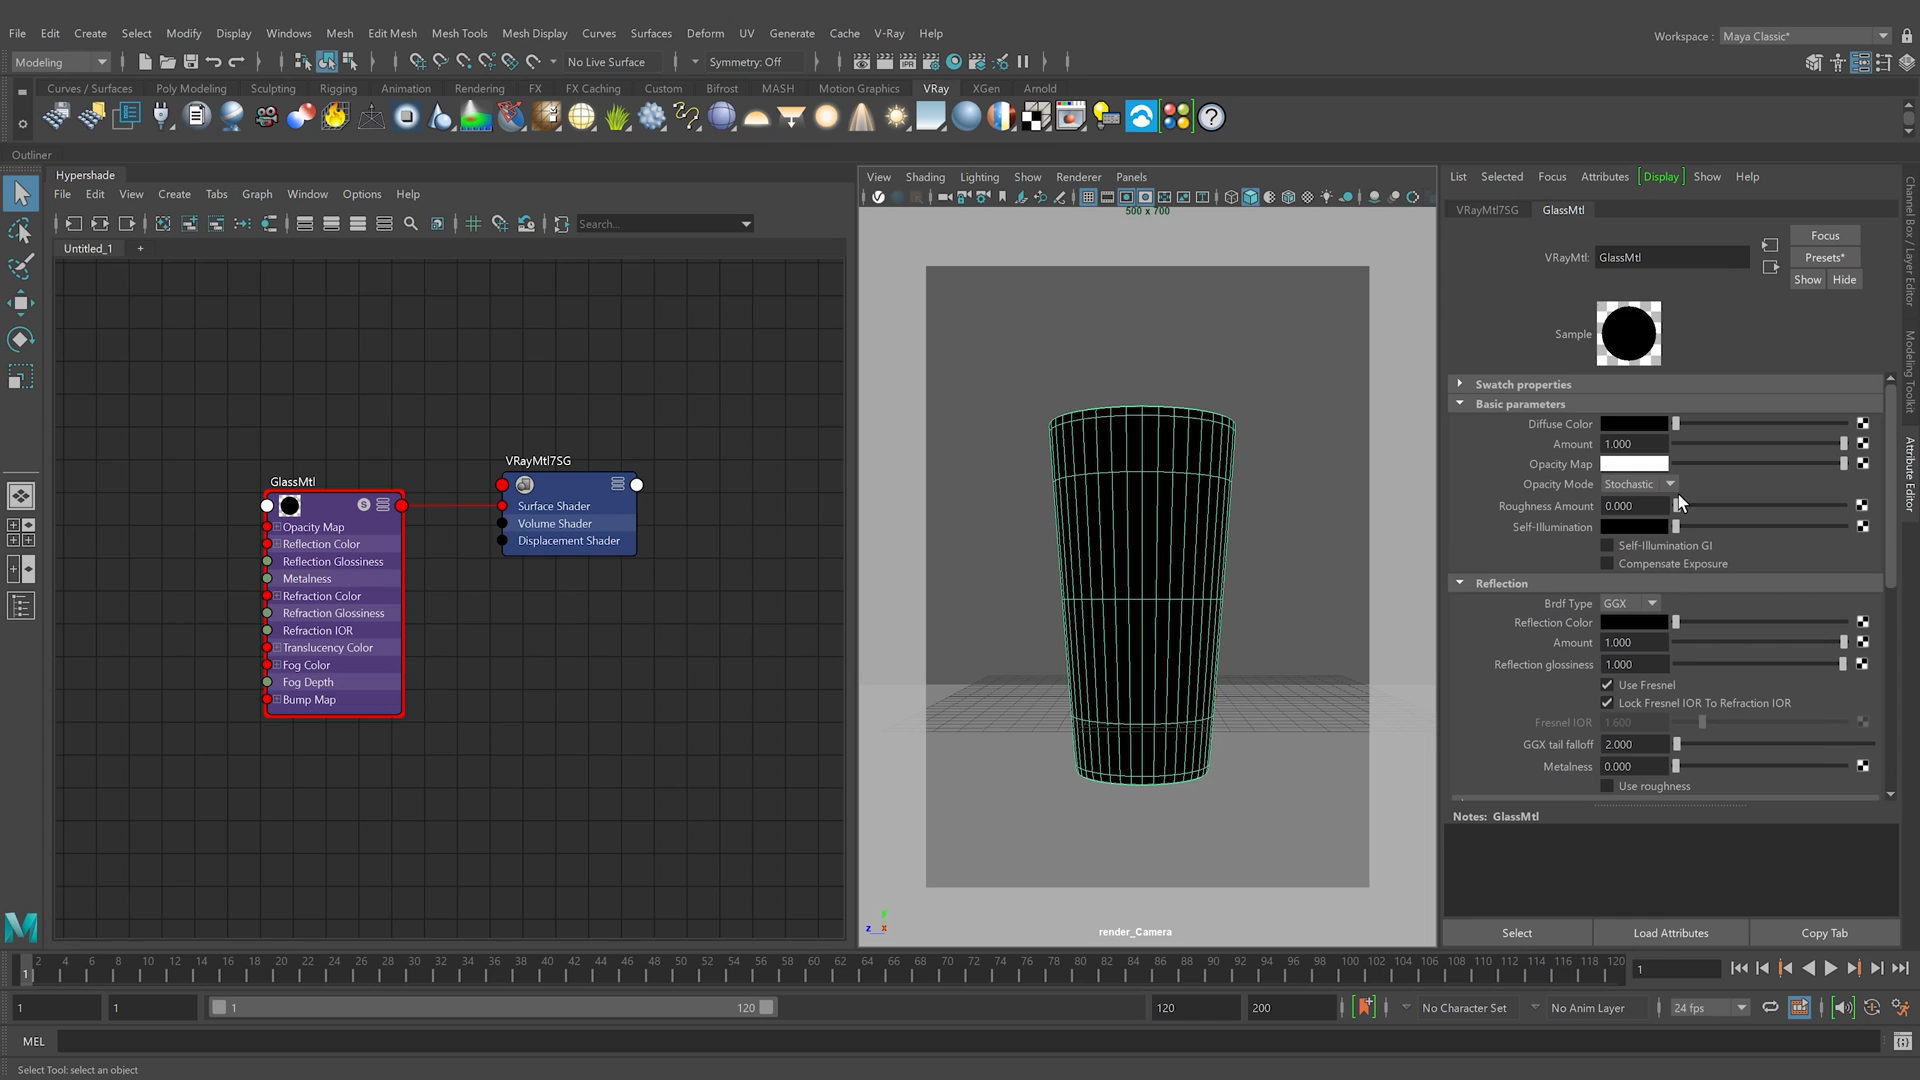 File Edit Create Select Modify Display Windows Mesh Edit Mesh Mesh Tools Mesh Display Curves Surfaces Deform UV Generate Cache V-Ray Help
Workspace : Maya Classic*
Modeling
No Live Surface
Symmetry: Off
Curves / Surfaces Poly Modeling Sculpting Rigging Animation Rendering FX FX Caching Custom Bifrost MASH Motion Graphics VRay XGen Arnold
Outliner
Hypershade
File Edit View Create Tabs Graph Window Options Help
Search...
Untitled_1 +
GlassMtl
S
Opacity Map
Reflection Color
Reflection Glossiness
Metalness
Refraction Color
Refraction Glossiness
Refraction IOR
Translucency Color
Fog Color
Fog Depth
Bump Map
VRayMtl7SG
Surface Shader
Volume Shader
Displacement Shader
View Shading Lighting Show Renderer Panels
500 x 700
render_Camera
y
z x
List Selected Focus Attributes Display Show Help
VRayMtl7SG GlassMtl
Focus
VRayMtl: GlassMtl
Presets*
Show Hide
Sample
Swatch properties
Basic parameters
Diffuse Color
Amount 1.000
Opacity Map
Opacity Mode Stochastic
Roughness Amount 0.000
Self-Illumination
Self-Illumination GI
Compensate Exposure
Reflection
Brdf Type GGX
Reflection Color
Amount 1.000
Reflection glossiness 1.000
Use Fresnel
Lock Fresnel IOR To Refraction IOR
Fresnel IOR 1.600
GGX tail falloff 2.000
Metalness 0.000
Use roughness
Notes: GlassMtl
Select Load Attributes Copy Tab
Channel Box / Layer Editor
Modeling Toolkit
Attribute Editor
1 2 4 6 8 10 12 14 16 18 20 22 24 26 28 30 32 34 36 38 40 42 44 46 48 50 52 54 56 58 60 62 64 66 68 70 72 74 76 78 80 82 84 86 88 90 92 94 96 98 100 102 104 106 108 110 112 114 116 118 120
1
1 1 1 120 120 200
No Character Set
No Anim Layer
24 fps
MEL
Select Tool: select an object